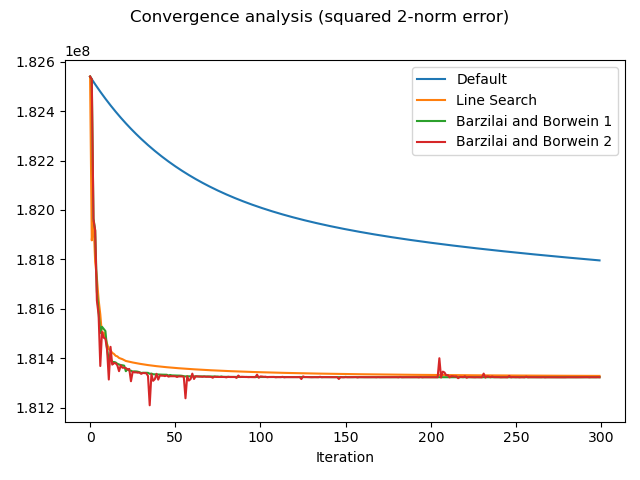 Convergence analysis (squared 2-norm error)
1e8
1.826
1.824
1.822
1.820
1.818
1.816
1.814
1.812
Default
Line Search
Barzilai and Borwein 1
Barzilai and Borwein 2
0 50 100 150 200 250 300
Iteration